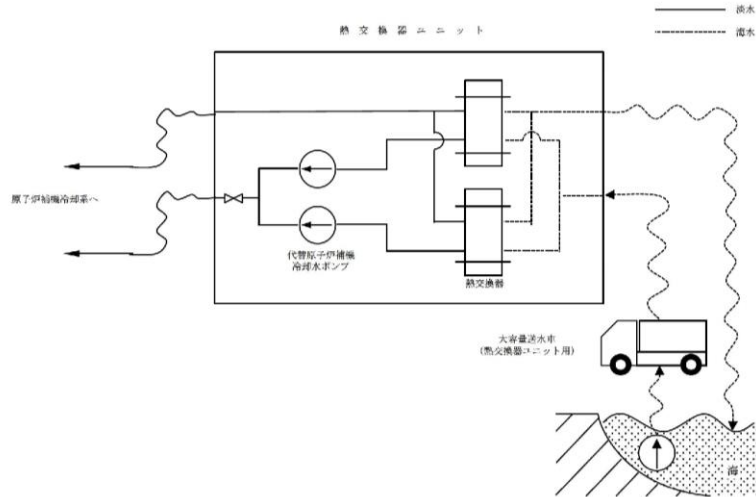 淡水
海水
熱交換器ユニット
原子炉補機冷却系へ
代替原子炉補機
冷却水ポンプ
熱交換器
大容量送水車
(熱交換器ユニット用)
海